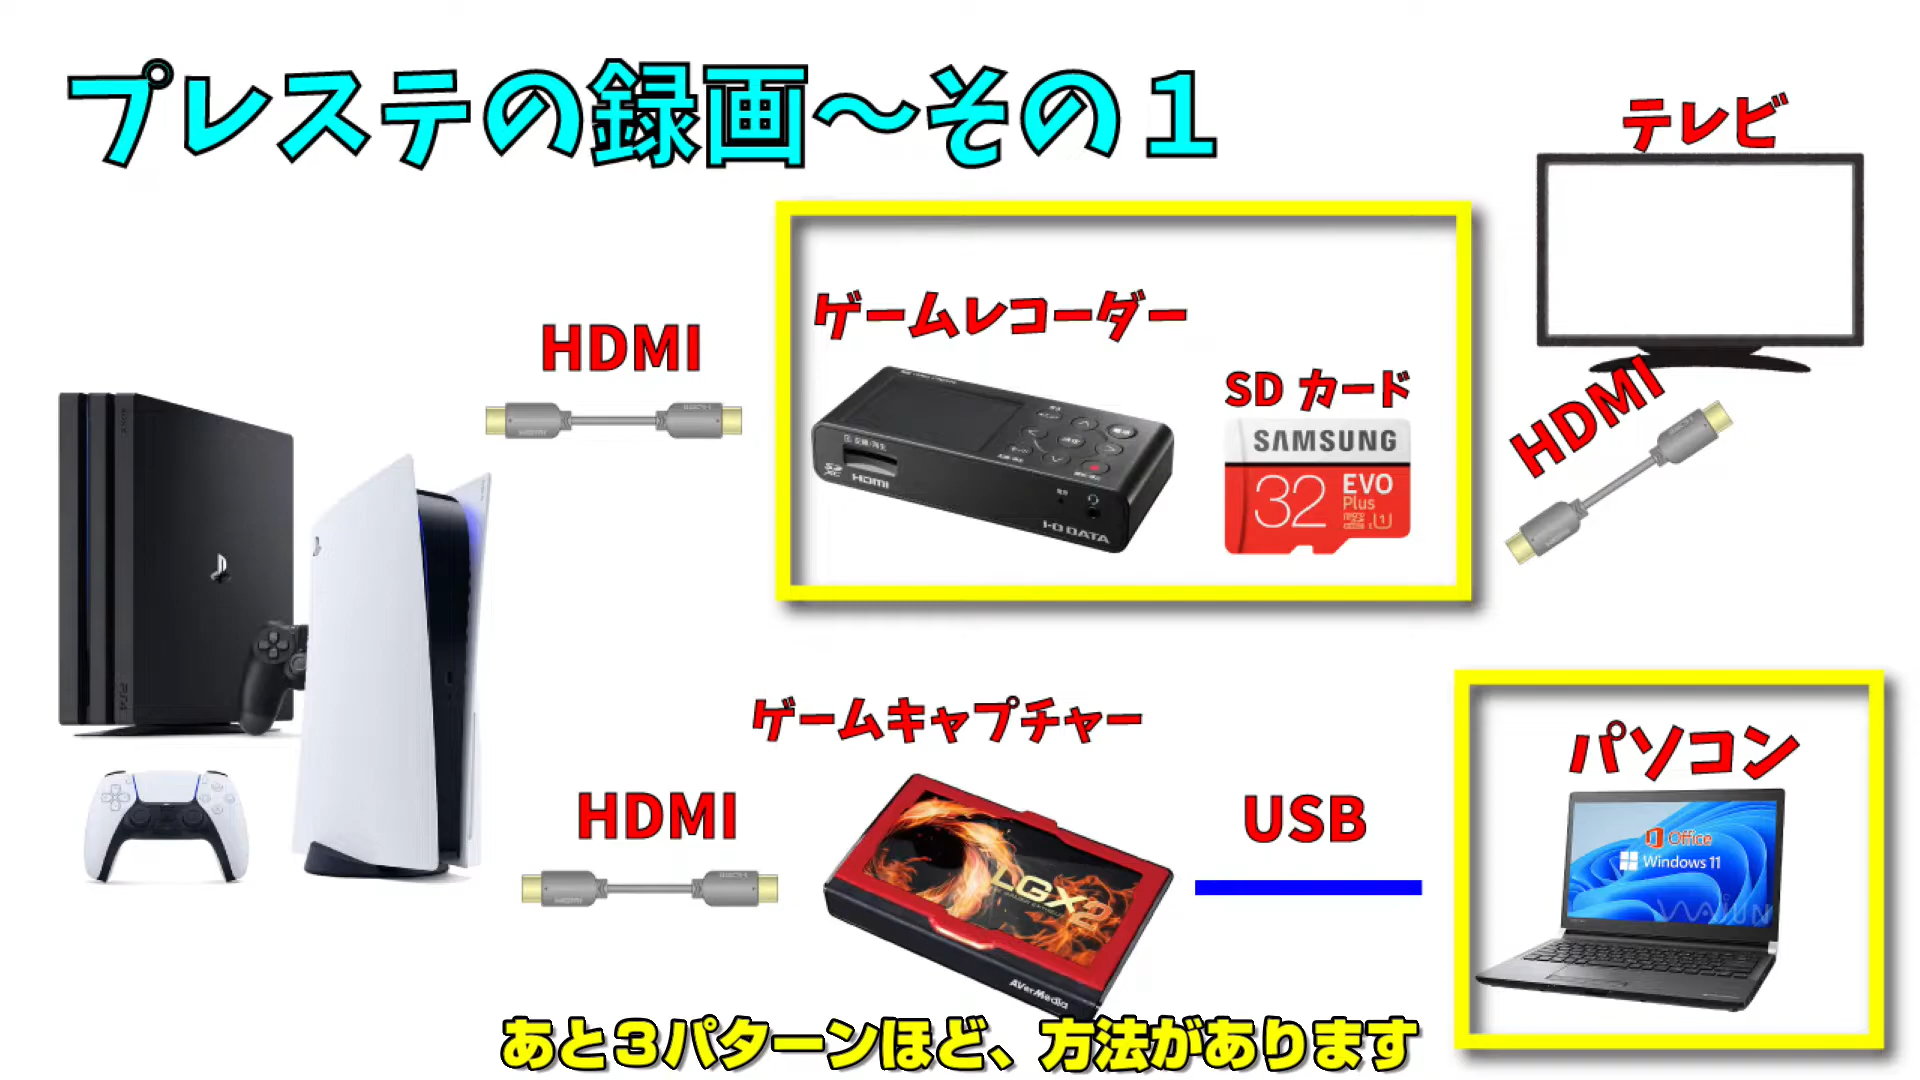 プレステの録画～その１
テレビ
HDMI
ゲームレコーダー
SD カード
HDMI
SAMSUNG
32 EVO
Plus
HDMI
I-O DATA
ゲームキャプチャー
HDMI
USB
パソコン
LGX2
AVerMedia
Office
Windows 11
あと３パターンほど、方法があります